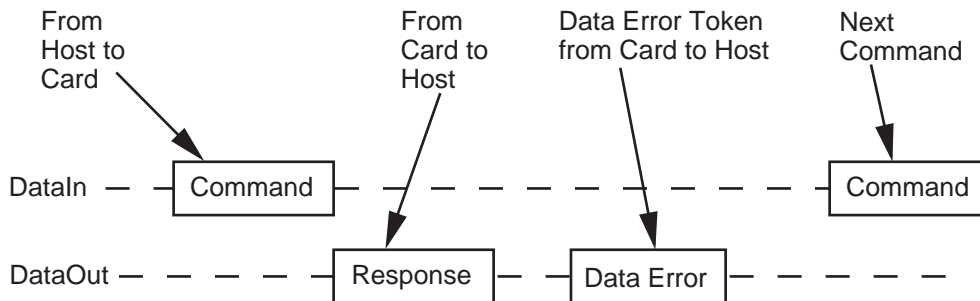 From
Host to
Card
From
Card to
Host
Data Error Token
from Card to Host
Next
Command
DataIn
Command
Command
DataOut
Response
Data Error